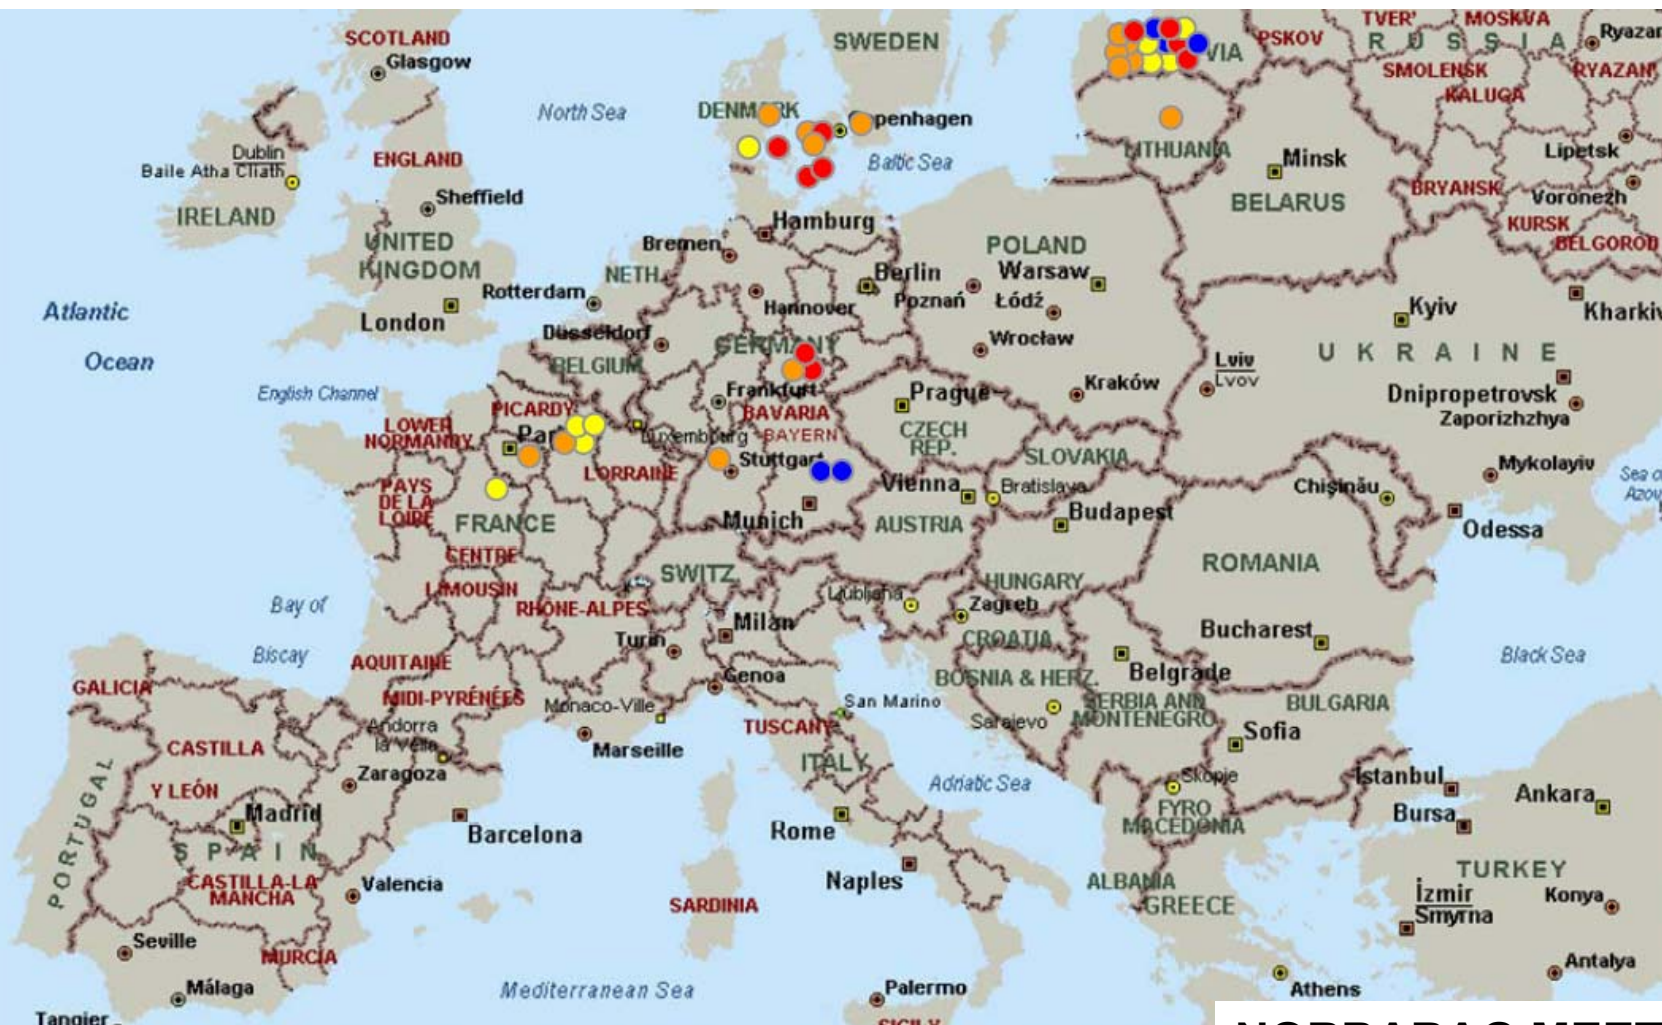 SCOTLAND
Glasgow
North Sea
SWEDEN
VIA
PSKOV
TVER'
MOSKVA
R U S S I A
Ryazan
SMOLENSK
RYAZAN'
KALUGA
DENMARK
Copenhagen
Baltic Sea
LITHUANIA
Minsk
BELARUS
Lipetsk
BRYANSK
Voronezh
KURSK
BELGOROD
Dublin
Baile Atha Cliath
IRELAND
ENGLAND
Sheffield
UNITED
KINGDOM
London
Rotterdam
NETH.
Bremen
Hamburg
Berlin
Hannover
POLAND
Warsaw
Poznań
Łódź
Wrocław
Kraków
Kyiv
Kharkiv
U K R A I N E
Lviv
Lvov
Dnipropetrovsk
Zaporizhzhya
Atlantic
Ocean
English Channel
Düsseldorf
BELGIUM
GERMANY
Frankfurt
BAVARIA
BAYERN
Prague
CZECH
REP.
SLOVAKIA
LOWER
NORMANDY
PICARDY
Par
Luxembourg
LORRAINE
Stuttgart
Munich
Vienna
Bratislava
AUSTRIA
Budapest
Chişinău
Mykolayiv
Sea of
Azov
Odessa
PAYS
DE LA
LOIRE
FRANCE
CENTRE
LIMOUSIN
RHÔNE-ALPES
SWITZ.
HUNGARY
ROMANIA
Ljubljana
Zagreb
CROATIA
Bay of
Biscay
AQUITAINE
MIDI-PYRÉNÉES
Turin
Milan
Genoa
Monaco-Ville
Marseille
San Marino
TUSCANY
ITALY
Adriatic Sea
BOSNIA & HERZ.
Sarajevo
Belgrade
SERBIA AND
MONTENEGRO
Bucharest
Black Sea
BULGARIA
Sofia
Skopje
FYRO
MACEDONIA
ALBANIA
GREECE
GALICIA
CASTILLA
Y LEÓN
Andorra
la Vella
Zaragoza
Madrid
Barcelona
S P A I N
PORTUGAL
CASTILLA-LA
MANCHA
Valencia
Seville
MURCIA
Málaga
Tangier
Rome
Naples
SARDINIA
Mediterranean Sea
Palermo
SICILY
İstanbul
Bursa
Ankara
TURKEY
İzmir
Smyrna
Konya
Antalya
Athens